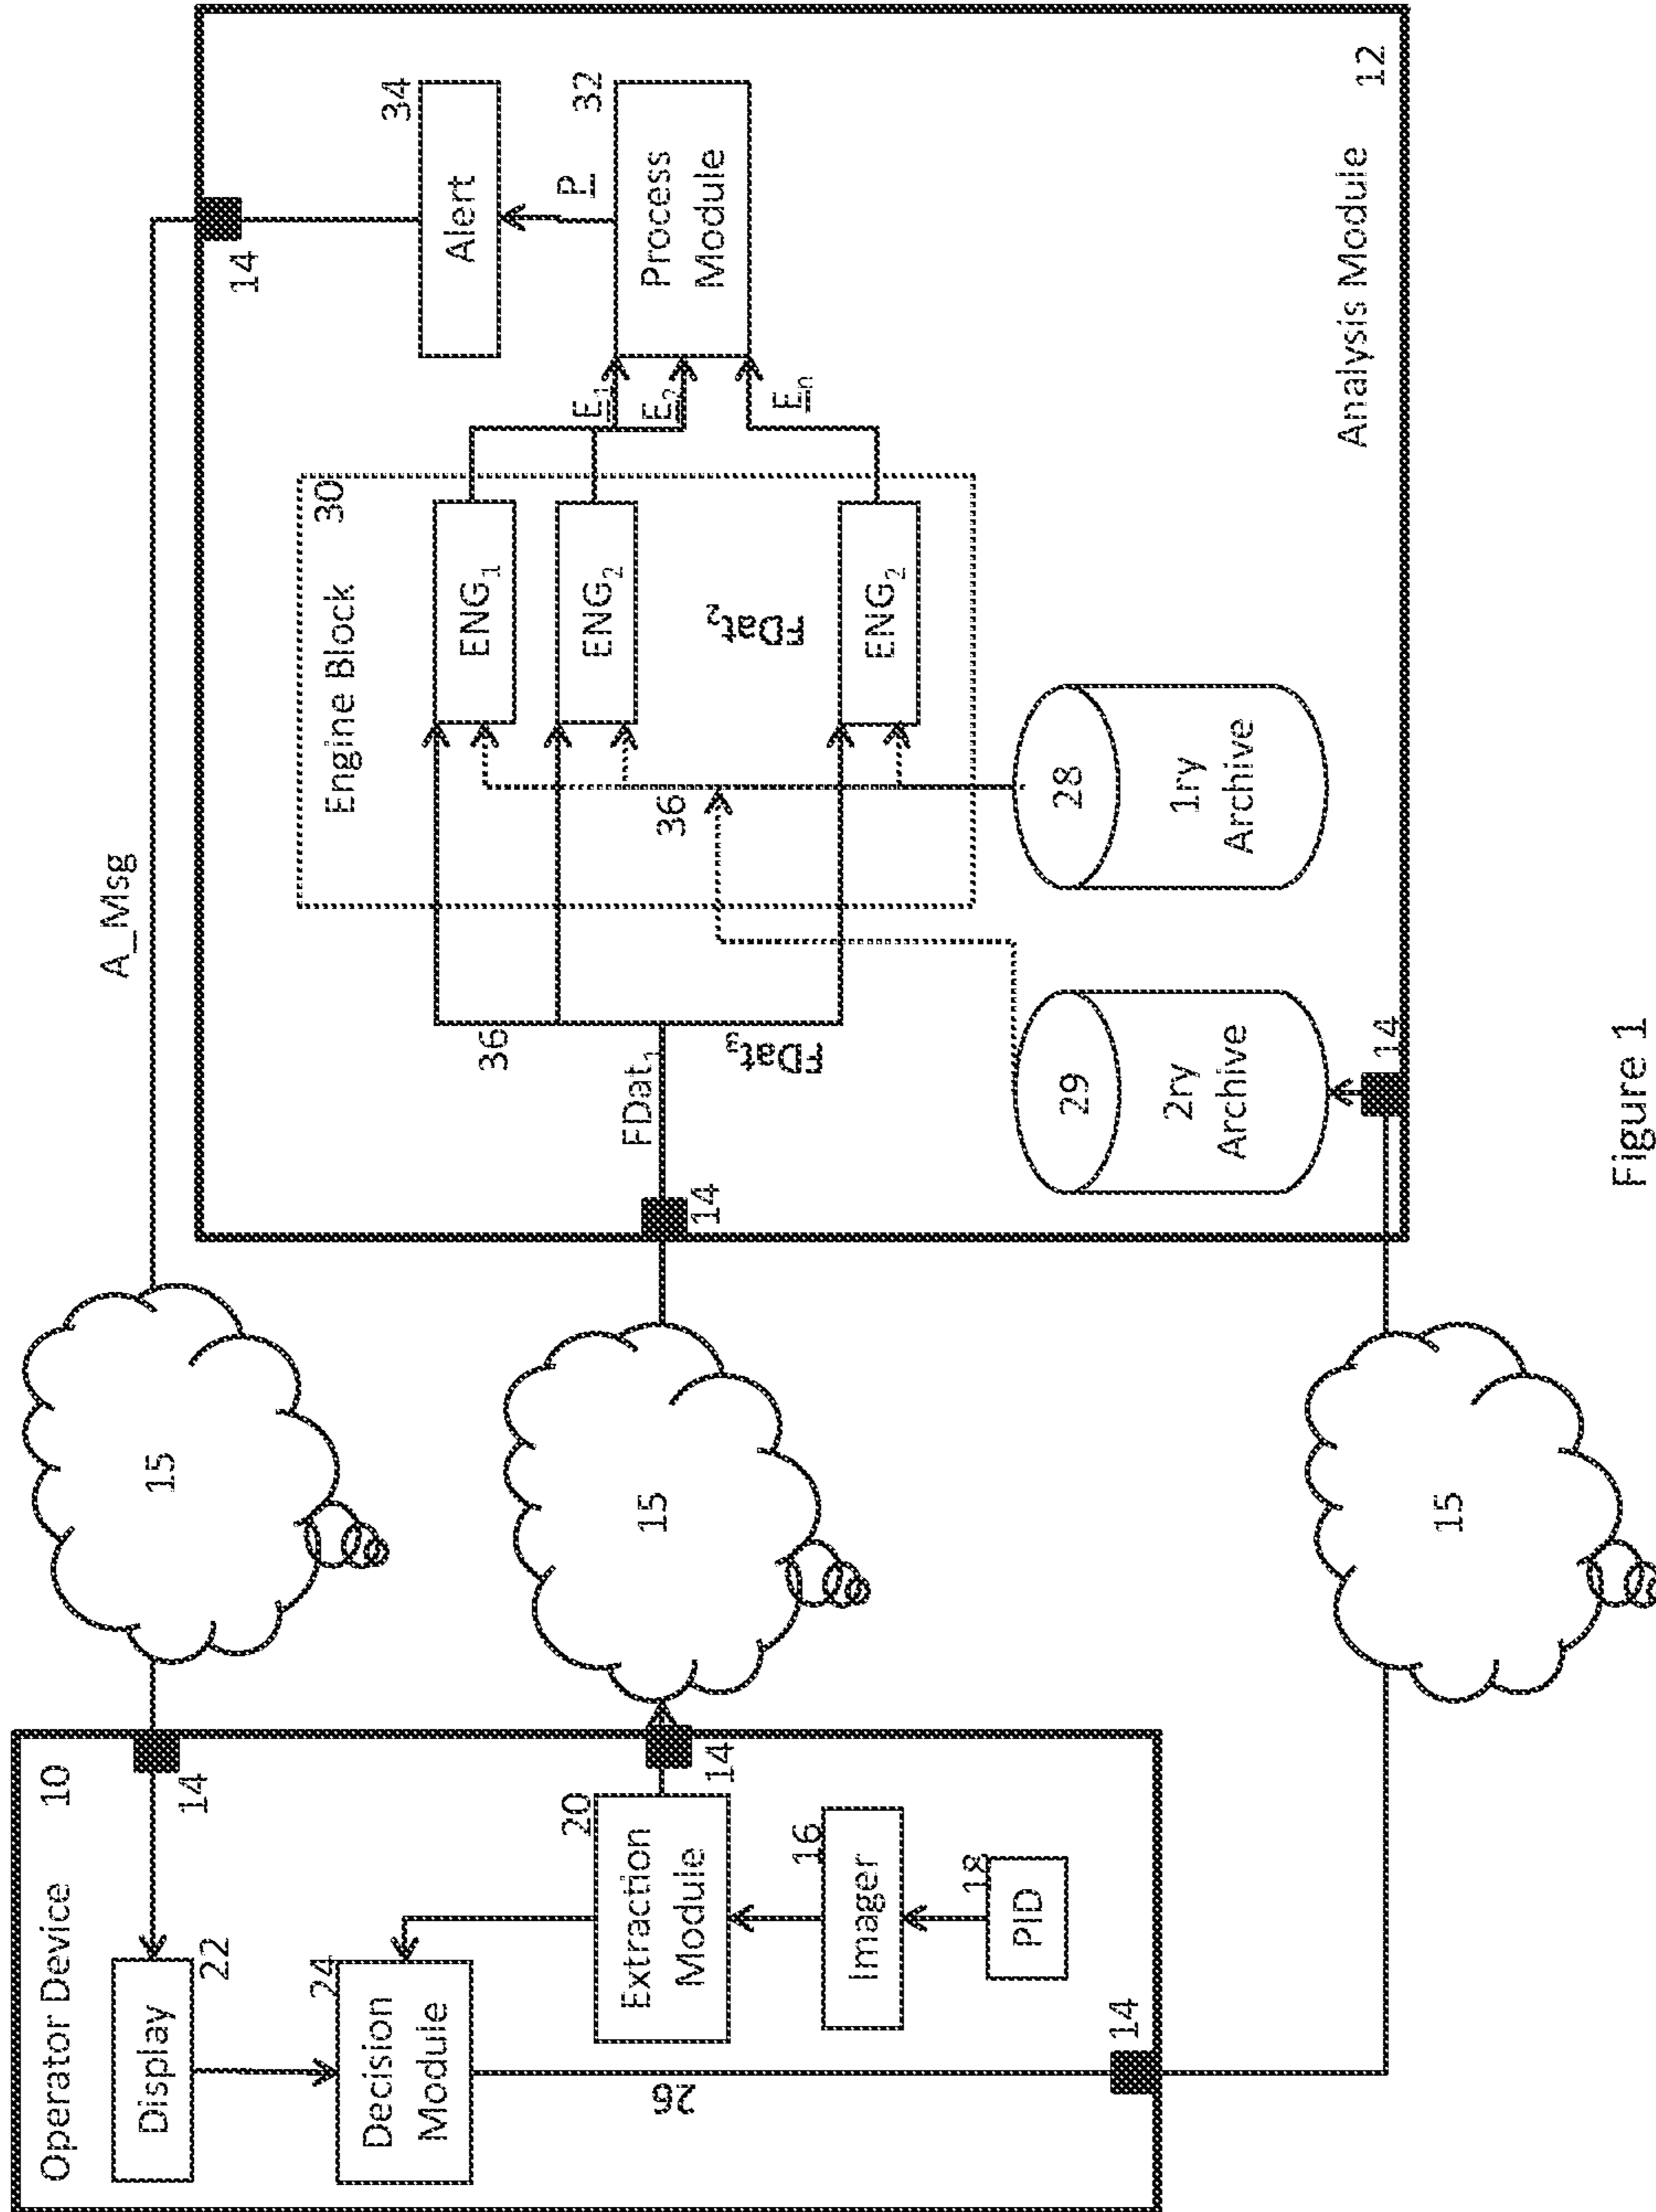 Operator Device 10
14
Display
22
24
Decision
Module
26
20
Extraction
Module
14
16
Imager
18
PID
14
15
15
15
A_Msg
14
34
Alert
P
32
Process
Module
E1
E2
En
Engine Block 30
ENG1
ENG2
FDat2
ENG2
36
36
FDat1
FDat3
14
28
1ry
Archive
29
2ry
Archive
14
Analysis Module 12
Figure 1